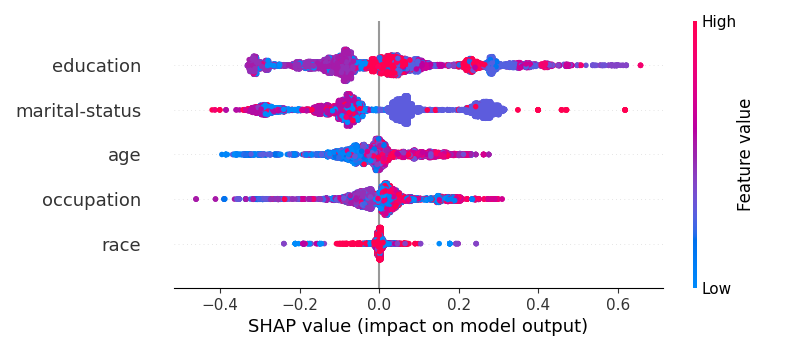 High
education
marital-status
age
occupation
race
Feature value
Low
−0.4 −0.2 0.0 0.2 0.4 0.6
SHAP value (impact on model output)